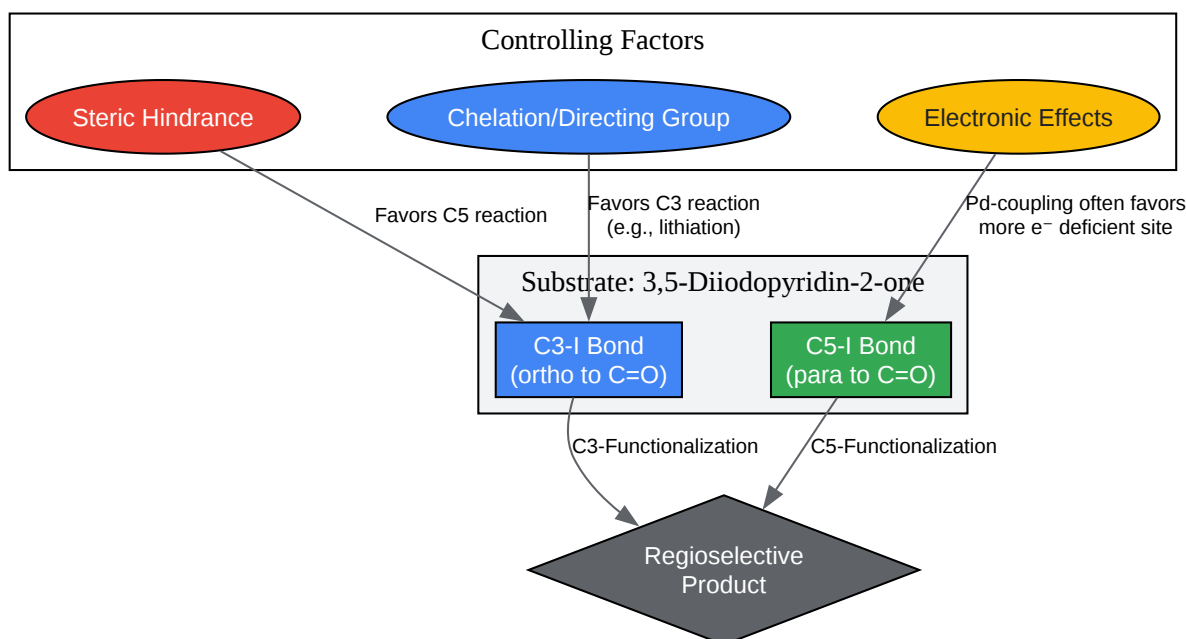 Controlling Factors
Steric Hindrance
Chelation/Directing Group
Electronic Effects
Favors C5 reaction
Favors C3 reaction
(e.g., lithiation)
Pd-coupling often favors
more e⁻ deficient site
Substrate: 3,5-Diiodopyridin-2-one
C3-I Bond
(ortho to C=O)
C5-I Bond
(para to C=O)
C3-Functionalization
C5-Functionalization
Regioselective
Product